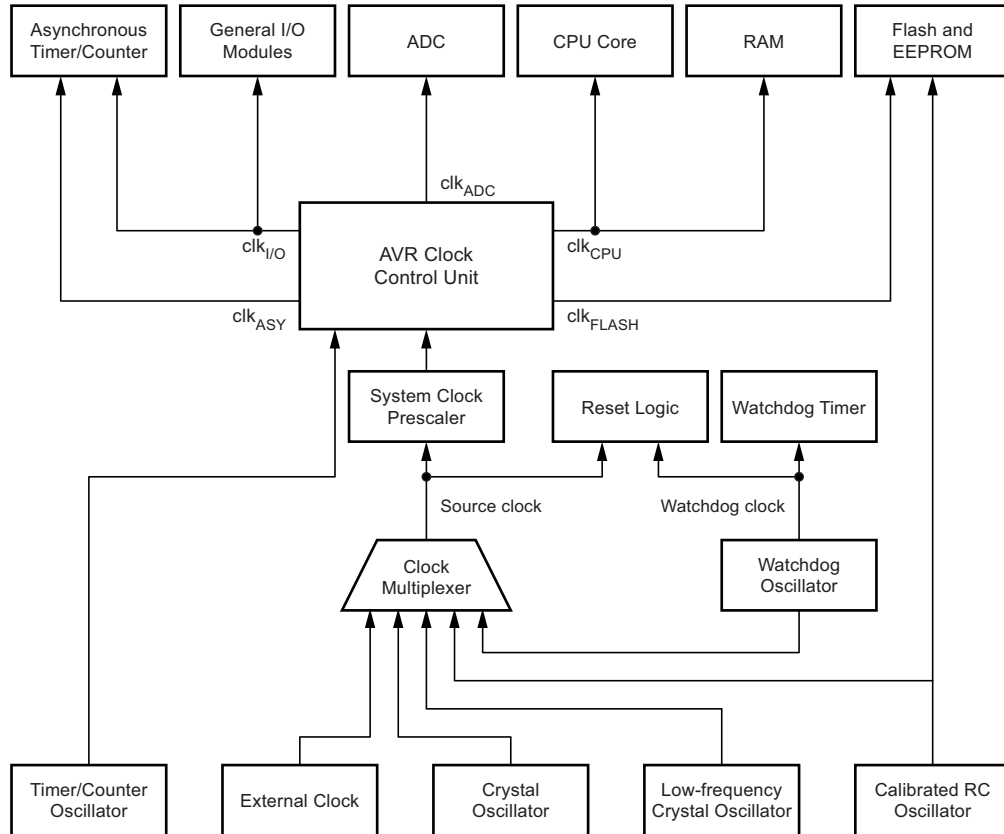 Asynchronous
Timer/Counter
General I/O
Modules
ADC
CPU Core
RAM
Flash and
EEPROM
clkADC
clkI/O
AVR Clock
Control Unit
clkCPU
clkASY
clkFLASH
System Clock
Prescaler
Reset Logic
Watchdog Timer
Source clock
Watchdog clock
Clock
Multiplexer
Watchdog
Oscillator
Timer/Counter
Oscillator
External Clock
Crystal
Oscillator
Low-frequency
Crystal Oscillator
Calibrated RC
Oscillator